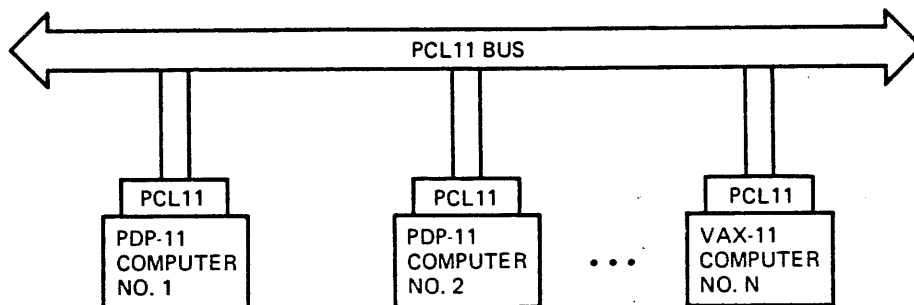 PCL11 BUS
PCL11
PDP-11
COMPUTER
NO. 1
PCL11
PDP-11
COMPUTER
NO. 2
• • •
PCL11
VAX-11
COMPUTER
NO. N